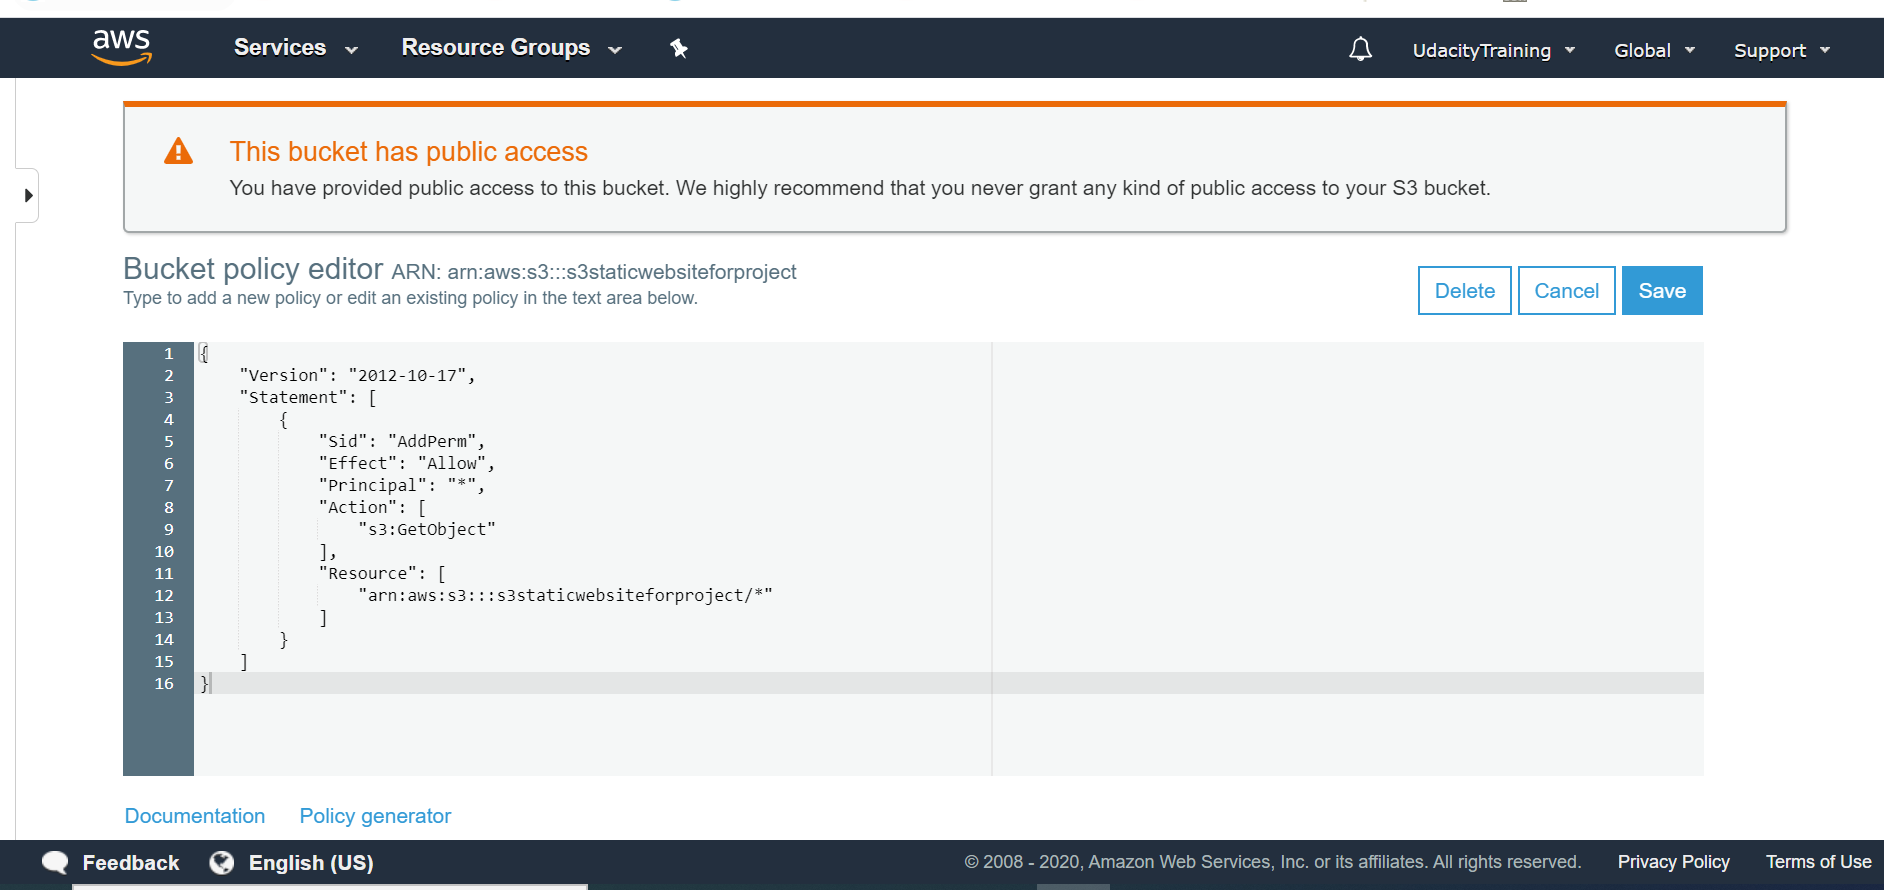 aws Services Resource Groups UdacityTraining Global Support
This bucket has public access
You have provided public access to this bucket. We highly recommend that you never grant any kind of public access to your S3 bucket.
Bucket policy editor ARN: arn:aws:s3:::s3staticwebsiteforproject
Type to add a new policy or edit an existing policy in the text area below.
Delete Cancel Save
1 {
2 "Version": "2012-10-17",
3 "Statement": [
4 {
5 "Sid": "AddPerm",
6 "Effect": "Allow",
7 "Principal": "*",
8 "Action": [
9 "s3:GetObject"
10 ],
11 "Resource": [
12 "arn:aws:s3:::s3staticwebsiteforproject/*"
13 ]
14 }
15 ]
16 }
Documentation Policy generator
Feedback English (US) © 2008 - 2020, Amazon Web Services, Inc. or its affiliates. All rights reserved. Privacy Policy Terms of Use